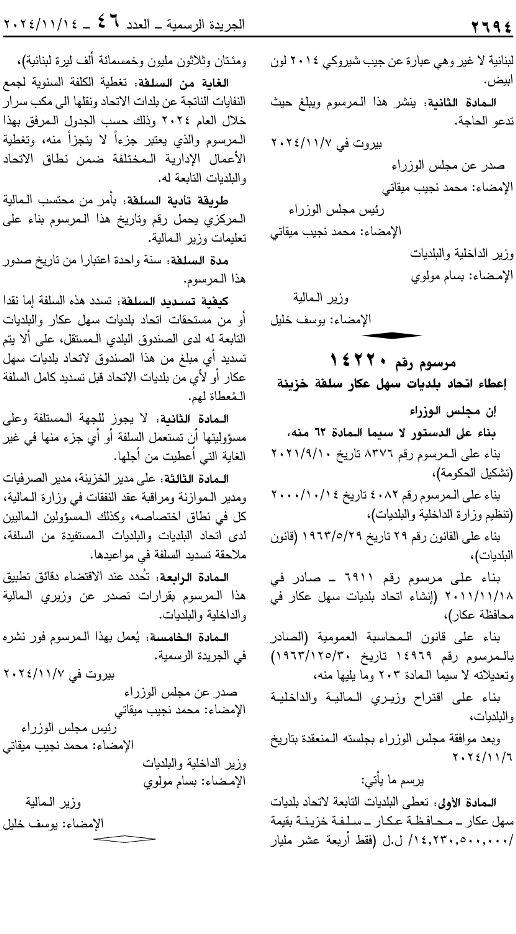 ٢٦٩٤
الجريدة الرسمية – العدد ٤٦ – ٢٠٢٤/١١/١٤
لبنانية لا غير وهي عبارة عن جيب شيروكي ٢٠١٤ لون
ابيض.
المادة الثانية: ينشر هذا المرسوم ويبلغ حيث
تدعو الحاجة.
بيروت في ٢٠٢٤/١١/٧
صدر عن مجلس الوزراء
الإمضاء: محمد نجيب ميقاتي
رئيس مجلس الوزراء
الإمضاء: محمد نجيب ميقاتي
وزير الداخلية والبلديات
الإمضاء: بسام مولوي
وزير المالية
الإمضاء: يوسف خليل
مرسوم رقم ١٤٢٢٠
إعطاء اتحاد بلديات سهل عكار سلفة خزينة
إن مجلس الوزراء
بناء على الدستور لا سيما المادة ٦٢ منه،
بناء على المرسوم رقم ٨٣٧٦ تاريخ ٢٠٢١/٩/١٠
(تشكيل الحكومة)،
بناء على المرسوم رقم ٤٠٨٢ تاريخ ٢٠٠٠/١٠/١٤
(تنظيم وزارة الداخلية والبلديات)،
بناء على القانون رقم ٢٩ تاريخ ١٩٦٣/٥/٢٩ (قانون
البلديات)،
بناء على مرسوم رقم ٦٩١١ – صادر في
٢٠١١/١١/١٨ (إنشاء اتحاد بلديات سهل عكار في
محافظة عكار)،
بناء على قانون المحاسبة العمومية (الصادر
بالمرسوم رقم ١٤٩٦٩ تاريخ ١٩٦٣/١٢٥/٣٠)
وتعديلاته لا سيما المادة ٢٠٣ وما يليها منه،
بناء على اقتراح وزيري المالية والداخلية
والبلديات،
وبعد موافقة مجلس الوزراء بجلسته المنعقدة بتاريخ
٢٠٢٤/١١/٦
يرسم ما يأتي:
المادة الأولى: تعطى البلديات التابعة لاتحاد بلديات
سهل عكار – محافظة عكار – سلفة خزينة بقيمة
/١٤,٢٣٠,٥٠٠,٠٠٠/ ل.ل (فقط أربعة عشر مليار
ومئتان وثلاثون مليون وخمسمائة ألف ليرة لبنانية)،
الغاية من السلفة: تغطية الكلفة السنوية لجمع
النفايات الناتجة عن بلدات الاتحاد ونقلها الى مكب سرار
خلال العام ٢٠٢٤ وذلك حسب الجدول المرفق بهذا
المرسوم والذي يعتبر جزءاً لا يتجزأ منه، وتغطية
الأعمال الإدارية المختلفة ضمن نطاق الاتحاد
والبلديات التابعة له.
طريقة تأدية السلفة: بأمر من محتسب المالية
المركزي يحمل رقم وتاريخ هذا المرسوم بناء على
تعليمات وزير المالية.
مدة السلفة: سنة واحدة اعتبارا من تاريخ صدور
هذا المرسوم.
كيفية تسديد السلفة: تسدد هذه السلفة إما نقدا
أو من مستحقات اتحاد بلديات سهل عكار والبلديات
التابعة له لدى الصندوق البلدي المستقل، على ألا يتم
تسديد أي مبلغ من هذا الصندوق لاتحاد بلديات سهل
عكار أو لأي من بلديات الاتحاد قبل تسديد كامل السلفة
المُعطاة لهم.
المادة الثانية: لا يجوز للجهة المستلفة وعلى
مسؤوليتها أن تستعمل السلفة أو أي جزء منها في غير
الغاية التي أعطيت من أجلها.
المادة الثالثة: على مدير الخزينة، مدير الصرفيات
ومدير الموازنة ومراقبة عقد النفقات في وزارة المالية،
كل في نطاق اختصاصه، وكذلك المسؤولين الماليين
لدى اتحاد البلديات والبلديات المستفيدة من السلفة،
ملاحقة تسديد السلفة في مواعيدها.
المادة الرابعة: تُحدد عند الاقتضاء دقائق تطبيق
هذا المرسوم بقرارات تصدر عن وزيري المالية
والداخلية والبلديات.
المادة الخامسة: يُعمل بهذا المرسوم فور نشره
في الجريدة الرسمية.
بيروت في ٢٠٢٤/١١/٧
صدر عن مجلس الوزراء
الإمضاء: محمد نجيب ميقاتي
رئيس مجلس الوزراء
الإمضاء: محمد نجيب ميقاتي
وزير الداخلية والبلديات
الإمضاء: بسام مولوي
وزير المالية
الإمضاء: يوسف خليل